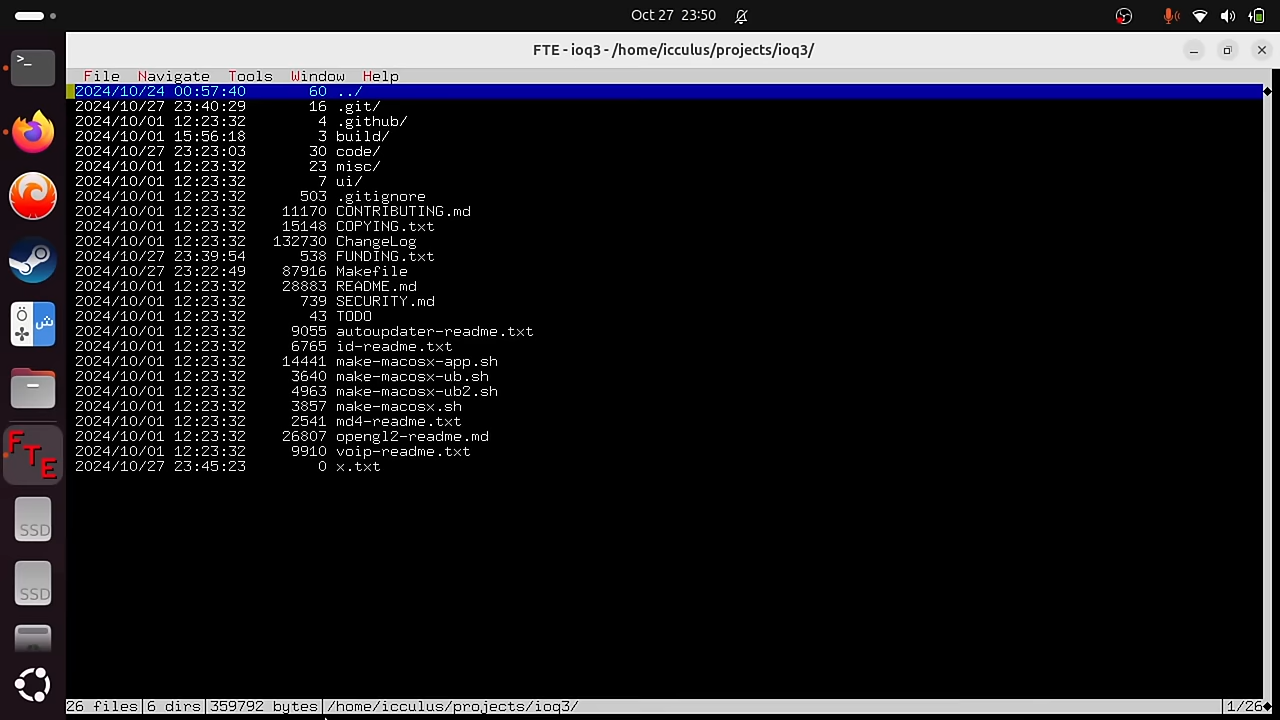 Oct 27 23:50
FTE - ioq3 - /home/icculus/projects/ioq3/
File Navigate Tools Window Help
2024/10/24 00:57:40 60 ../
2024/10/27 23:40:29 16 .git/
2024/10/01 12:23:32 4 .github/
2024/10/01 15:56:18 3 build/
2024/10/27 23:23:03 30 code/
2024/10/01 12:23:32 23 misc/
2024/10/01 12:23:32 7 ui/
2024/10/01 12:23:32 503 .gitignore
2024/10/01 12:23:32 11170 CONTRIBUTING.md
2024/10/01 12:23:32 15148 COPYING.txt
2024/10/01 12:23:32 132730 ChangeLog
2024/10/27 23:39:54 538 FUNDING.txt
2024/10/27 23:22:49 87916 Makefile
2024/10/01 12:23:32 28883 README.md
2024/10/01 12:23:32 739 SECURITY.md
2024/10/01 12:23:32 43 TODO
2024/10/01 12:23:32 9055 autoupdater-readme.txt
2024/10/01 12:23:32 6765 id-readme.txt
2024/10/01 12:23:32 14441 make-macosx-app.sh
2024/10/01 12:23:32 3640 make-macosx-ub.sh
2024/10/01 12:23:32 4963 make-macosx-ub2.sh
2024/10/01 12:23:32 3857 make-macosx.sh
2024/10/01 12:23:32 2541 md4-readme.txt
2024/10/01 12:23:32 26807 opengl2-readme.md
2024/10/01 12:23:32 9910 voip-readme.txt
2024/10/27 23:45:23 0 x.txt
>_
Ö ش
FTE
SSD
SSD
26 files|6 dirs|359792 bytes|/home/icculus/projects/ioq3/ |1/26